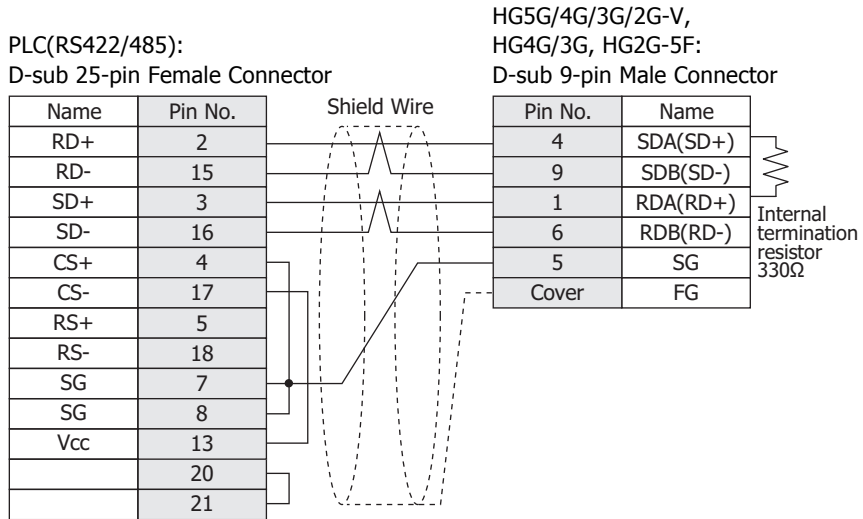 PLC(RS422/485):
D-sub 25-pin Female Connector
HG5G/4G/3G/2G-V,
HG4G/3G, HG2G-5F:
D-sub 9-pin Male Connector
Name Pin No.
RD+ 2
RD- 15
SD+ 3
SD- 16
CS+ 4
CS- 17
RS+ 5
RS- 18
SG 7
SG 8
Vcc 13
20
21
Shield Wire
Pin No. Name
4 SDA(SD+)
9 SDB(SD-)
1 RDA(RD+)
6 RDB(RD-)
5 SG
Cover FG
Internal
termination
resistor
330Ω